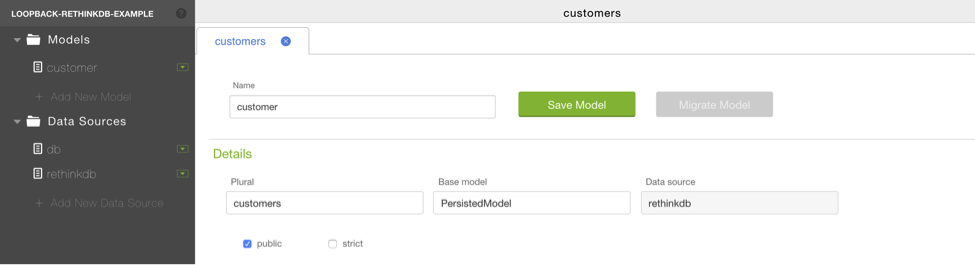 LOOPBACK-RETHINKDB-EXAMPLE ?
Models
customer
+ Add New Model
Data Sources
db
rethinkdb
+ Add New Data Source
customers
customers
Name
customer
Save Model
Migrate Model
Details
Plural
Base model
Data source
customers
PersistedModel
rethinkdb
public
strict